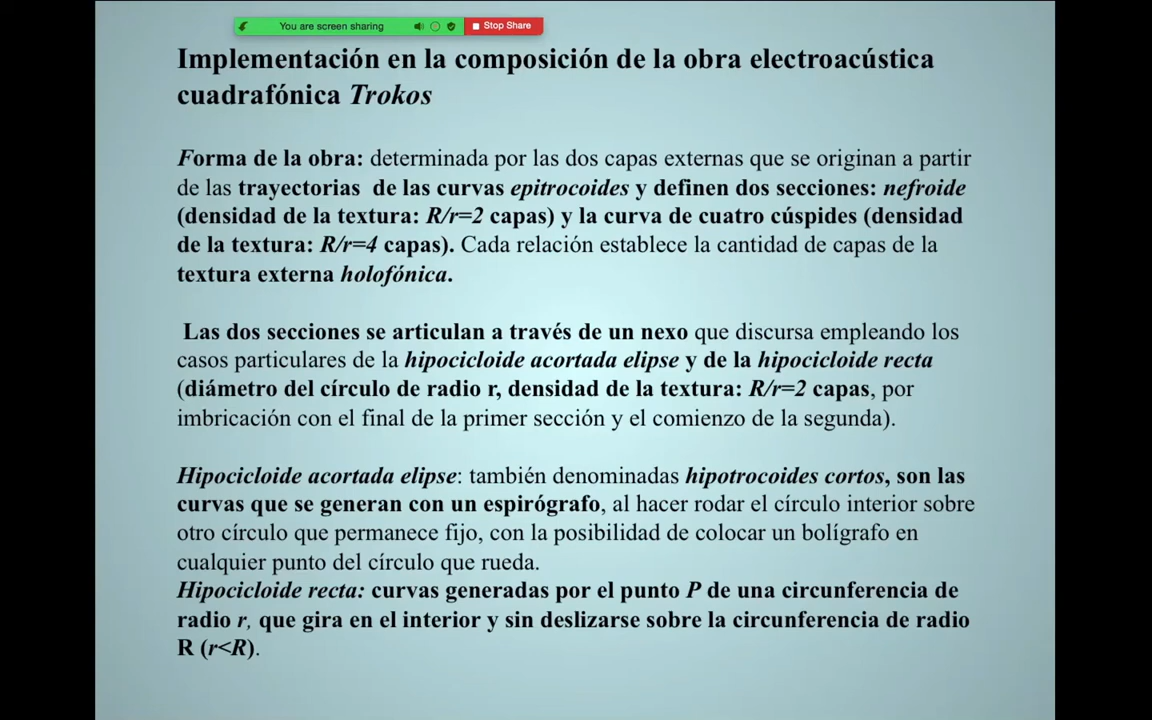 You are screen sharing
Stop Share
Implementación en la composición de la obra electroacústica
cuadrafónica Trokos
Forma de la obra: determinada por las dos capas externas que se originan a partir
de las trayectorias de las curvas epitrocoides y definen dos secciones: nefroide
(densidad de la textura: R/r=2 capas) y la curva de cuatro cúspides (densidad
de la textura: R/r=4 capas). Cada relación establece la cantidad de capas de la
textura externa holofónica.
Las dos secciones se articulan a través de un nexo que discursa empleando los
casos particulares de la hipocicloide acortada elipse y de la hipocicloide recta
(diámetro del círculo de radio r, densidad de la textura: R/r=2 capas, por
imbricación con el final de la primer sección y el comienzo de la segunda).
Hipocicloide acortada elipse: también denominadas hipotrocoides cortos, son las
curvas que se generan con un espirógrafo, al hacer rodar el círculo interior sobre
otro círculo que permanece fijo, con la posibilidad de colocar un bolígrafo en
cualquier punto del círculo que rueda.
Hipocicloide recta: curvas generadas por el punto P de una circunferencia de
radio r, que gira en el interior y sin deslizarse sobre la circunferencia de radio
R (r<R).